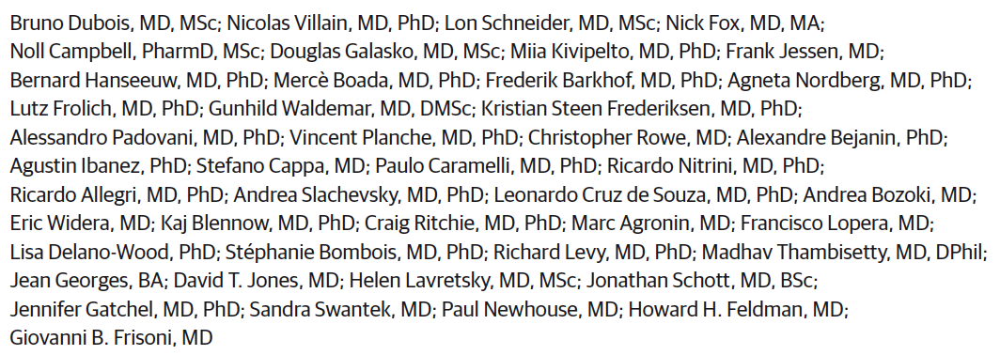 Bruno Dubois, MD, MSc; Nicolas Villain, MD, PhD; Lon Schneider, MD, MSc; Nick Fox, MD, MA;
Noll Campbell, PharmD, MSc; Douglas Galasko, MD, MSc; Miia Kivipelto, MD, PhD; Frank Jessen, MD;
Bernard Hanseeuw, MD, PhD; Mercè Boada, MD, PhD; Frederik Barkhof, MD, PhD; Agneta Nordberg, MD, PhD;
Lutz Frolich, MD, PhD; Gunhild Waldemar, MD, DMSc; Kristian Steen Frederiksen, MD, PhD;
Alessandro Padovani, MD, PhD; Vincent Planche, MD, PhD; Christopher Rowe, MD; Alexandre Bejanin, PhD;
Agustin Ibanez, PhD; Stefano Cappa, MD; Paulo Caramelli, MD, PhD; Ricardo Nitrini, MD, PhD;
Ricardo Allegri, MD, PhD; Andrea Slachevsky, MD, PhD; Leonardo Cruz de Souza, MD, PhD; Andrea Bozoki, MD;
Eric Widera, MD; Kaj Blennow, MD, PhD; Craig Ritchie, MD, PhD; Marc Agronin, MD; Francisco Lopera, MD;
Lisa Delano-Wood, PhD; Stéphanie Bombois, MD, PhD; Richard Levy, MD, PhD; Madhav Thambisetty, MD, DPhil;
Jean Georges, BA; David T. Jones, MD; Helen Lavretsky, MD, MSc; Jonathan Schott, MD, BSc;
Jennifer Gatchel, MD, PhD; Sandra Swantek, MD; Paul Newhouse, MD; Howard H. Feldman, MD;
Giovanni B. Frisoni, MD